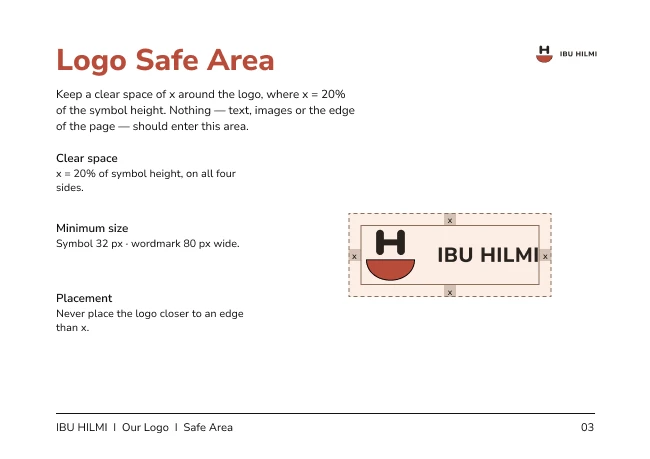 Logo Safe Area
IBU HILMI
Keep a clear space of x around the logo, where x = 20%
of the symbol height. Nothing — text, images or the edge
of the page — should enter this area.
Clear space
x = 20% of symbol height, on all four
sides.
Minimum size
Symbol 32 px · wordmark 80 px wide.
Placement
Never place the logo closer to an edge
than x.
x
x
IBU HILMI
x
x
IBU HILMI I Our Logo I Safe Area
03